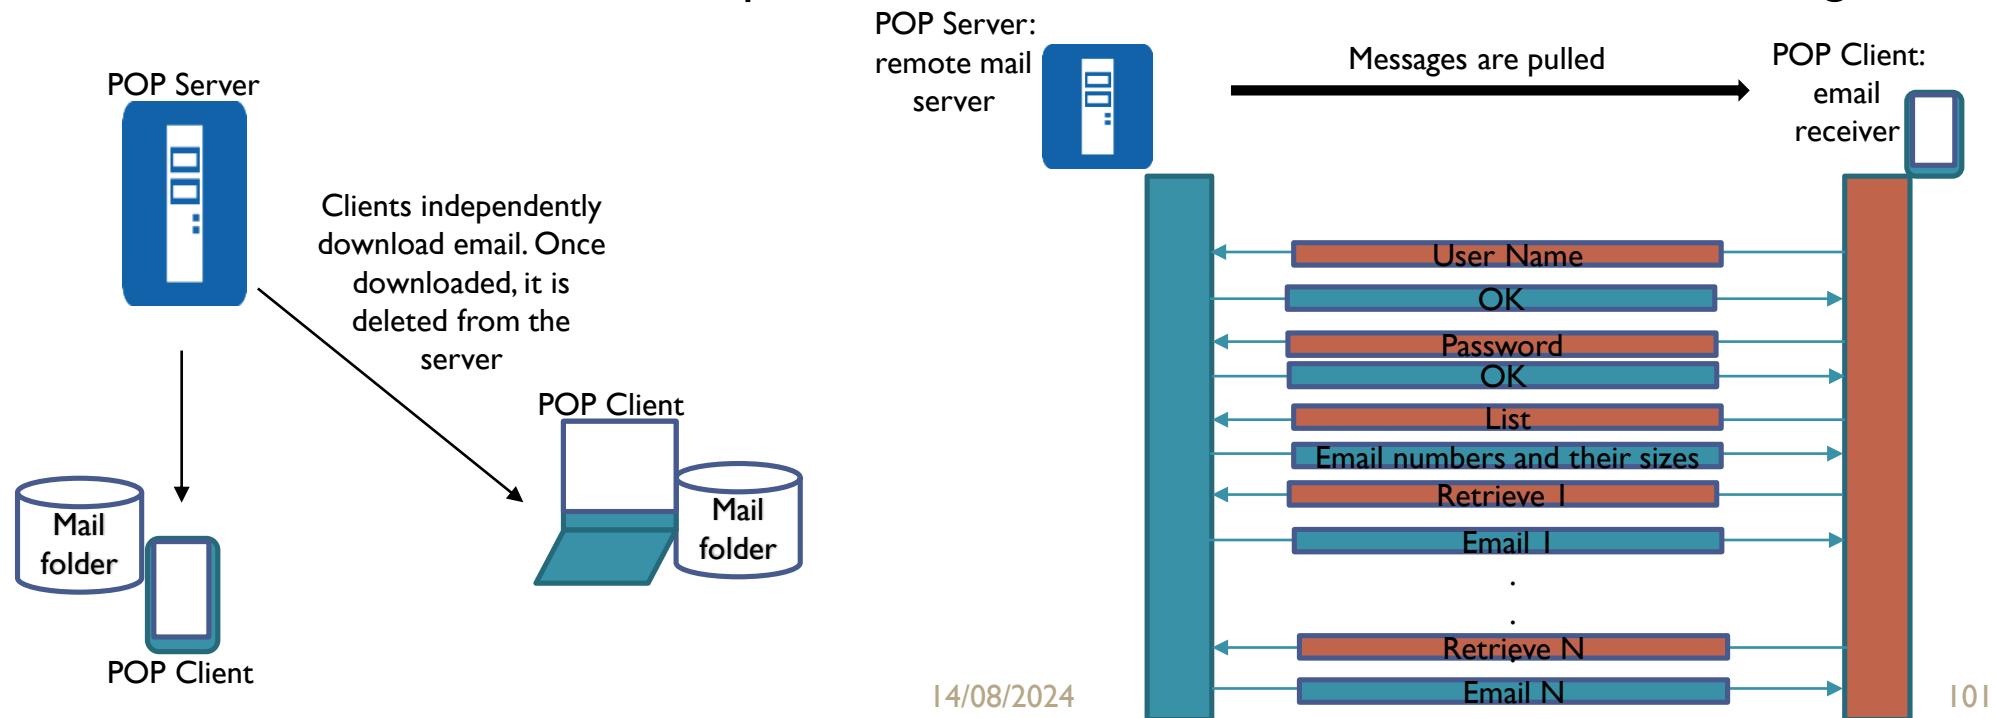 POP Server
Clients independently
download email. Once
downloaded, it is
deleted from the
server
POP Client
Mail
folder
Mail
folder
POP Client
POP Server:
remote mail
server
Messages are pulled
POP Client:
email
receiver
User Name
OK
Password
OK
List
Email numbers and their sizes
Retrieve 1
Email 1
.
.
.
Retrieve N
Email N
14/08/2024
101